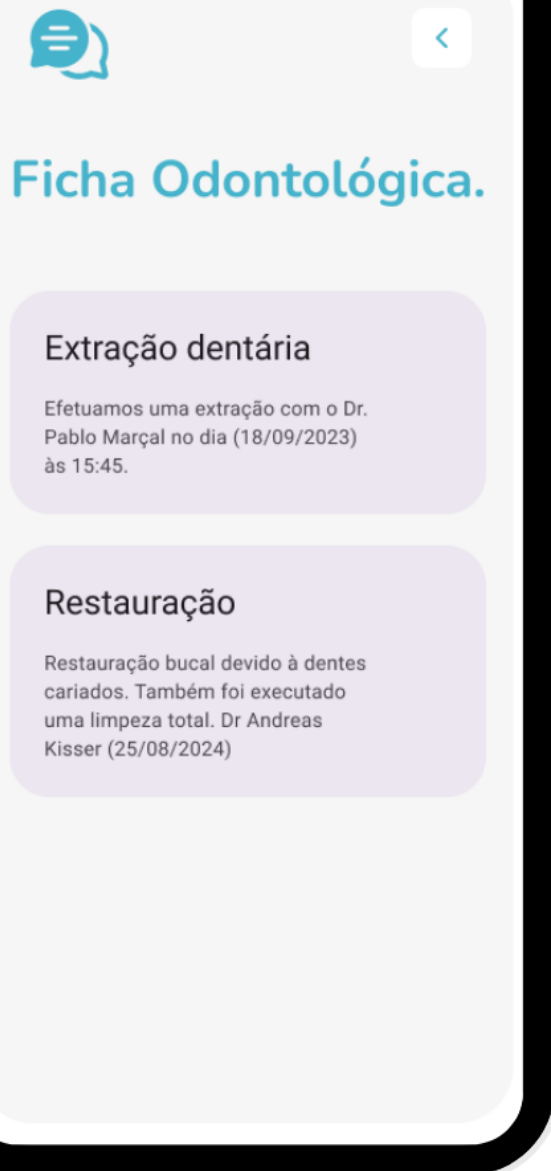 Ficha Odontológica.
Extração dentária
Efetuamos uma extração com o Dr.
Pablo Marçal no dia (18/09/2023)
às 15:45.
Restauração
Restauração bucal devido à dentes
cariados. Também foi executado
uma limpeza total. Dr Andreas
Kisser (25/08/2024)